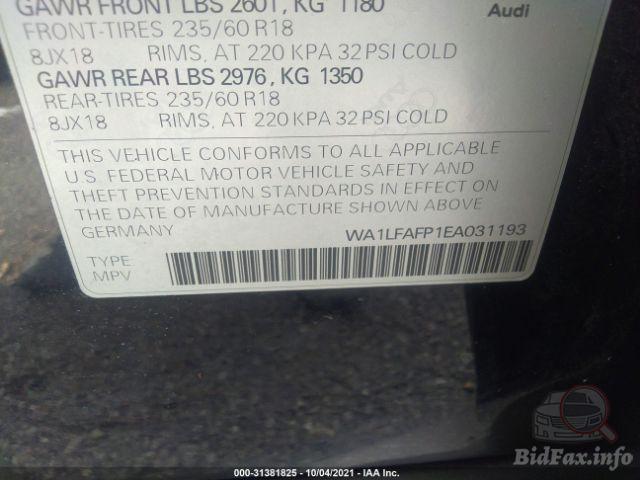 GAWR FRONT LBS 2601, KG 1180
Audi
FRONT-TIRES 235/60 R18
8JX18 RIMS, AT 220 KPA 32 PSI COLD
GAWR REAR LBS 2976, KG 1350
REAR-TIRES 235/60 R18
8JX18 RIMS, AT 220 KPA 32 PSI COLD
THIS VEHICLE CONFORMS TO ALL APPLICABLE
U.S. FEDERAL MOTOR VEHICLE SAFETY AND
THEFT PREVENTION STANDARDS IN EFFECT ON
THE DATE OF MANUFACTURE SHOWN ABOVE
GERMANY WA1LFAFP1EA031193
TYPE
MPV
BidFax.info
000-31381825 - 10/04/2021 - IAA Inc.